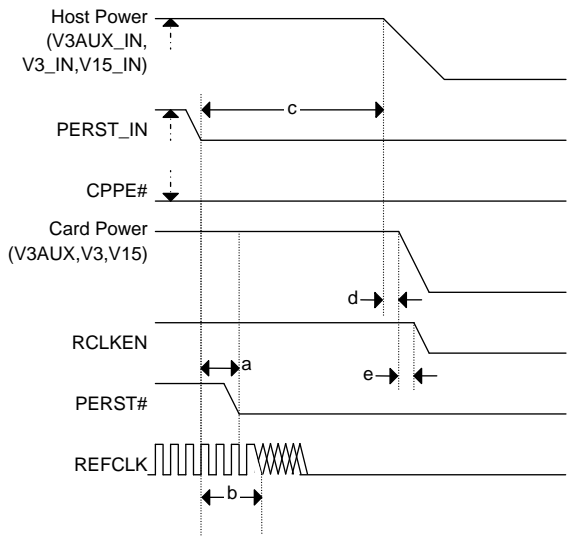 Host Power
(V3AUX_IN,
V3_IN,V15_IN)
c
PERST_IN
CPPE#
Card Power
(V3AUX,V3,V15)
d
RCLKEN
a
e
PERST#
REFCLK
b